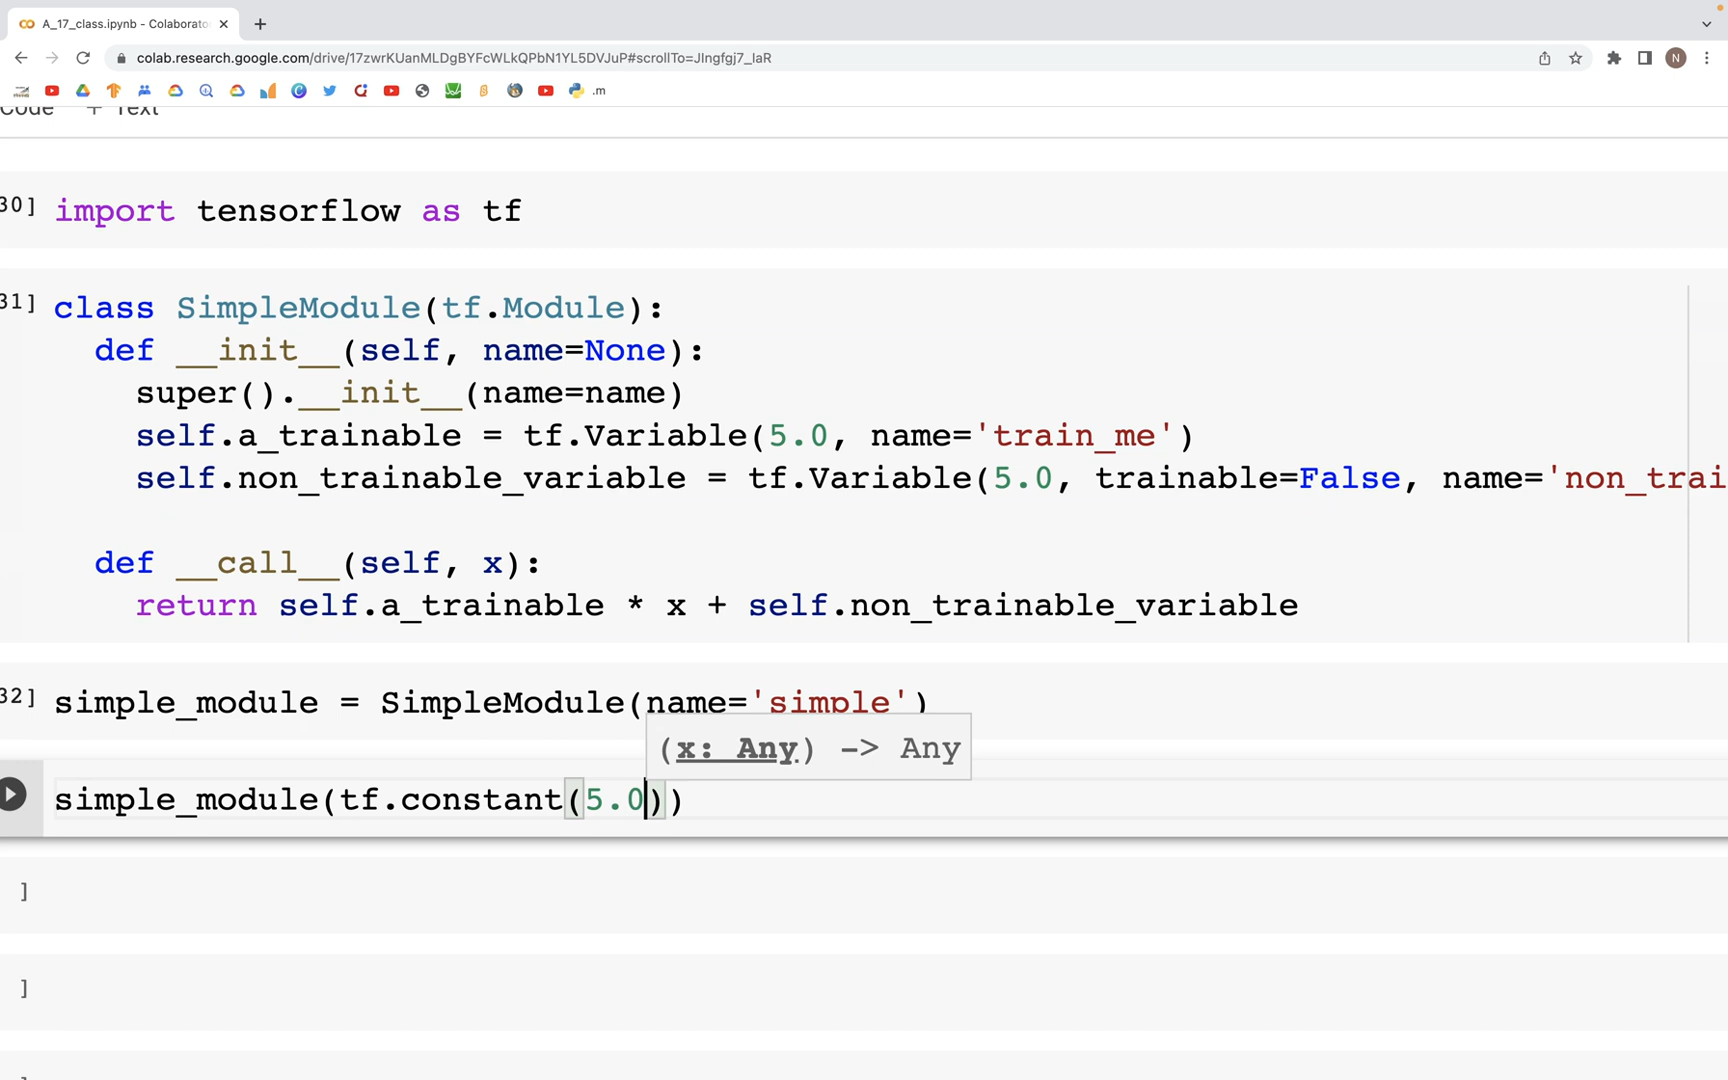 A_17_class.ipynb - Colaborato
colab.research.google.com/drive/17zwrKUanMLDgBYFcWLkQPbN1YL5DVJuP#scrollTo=JIngfgj7_IaR
N
.m
Code + Text
30] import tensorflow as tf
31] class SimpleModule(tf.Module):
def __init__(self, name=None):
super().__init__(name=name)
self.a_trainable = tf.Variable(5.0, name='train_me')
self.non_trainable_variable = tf.Variable(5.0, trainable=False, name='non_trai
def __call__(self, x):
return self.a_trainable * x + self.non_trainable_variable
32] simple_module = SimpleModule(name='simple')
(x: Any) -> Any
simple_module(tf.constant(5.0))
]
]